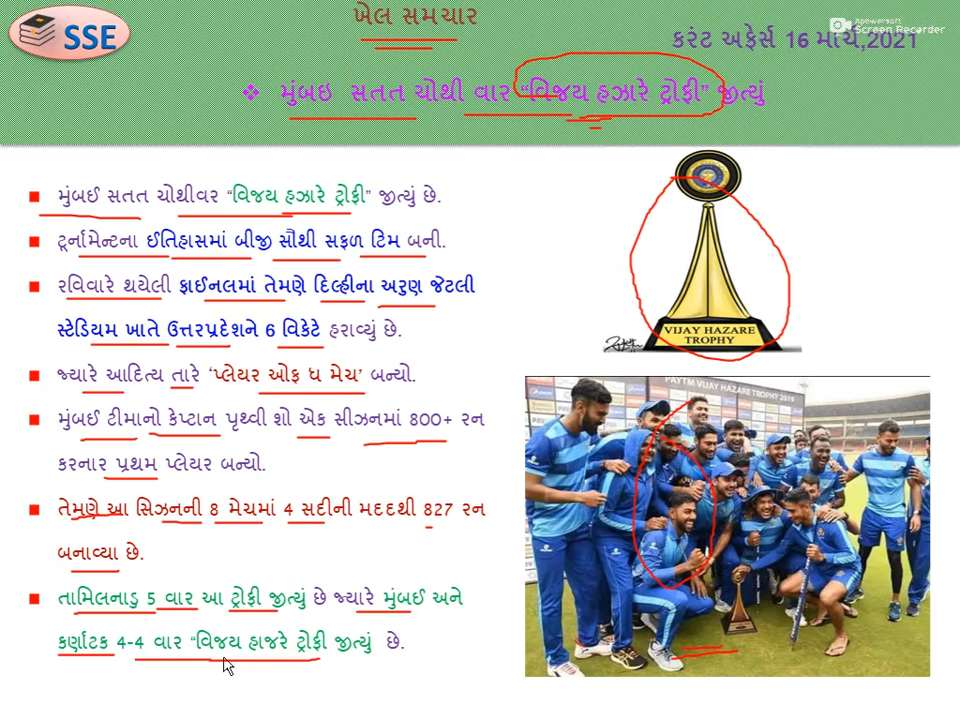 SSE
ખેલ સમચાર
Apowersoft
Screen Recorder
કરંટ અફેર્સ 16 માર્ચ,2021
❖ મુંબઇ સતત ચોથી વાર “વિજય હઝારે ટ્રોફી” જીત્યું
■ મુંબઈ સતત ચોથીવર “વિજય હઝારે ટ્રોફી” જીત્યું છે.
■ ટૂર્નામેન્ટના ઈતિહાસમાં બીજી સૌથી સફળ ટિમ બની.
■ રવિવારે થયેલી ફાઈનલમાં તેમણે દિલ્હીના અરુણ જેટલી
સ્ટેડિયમ ખાતે ઉત્તરપ્રદેશને 6 વિકેટે હરાવ્યું છે.
■ જ્યારે આદિત્ય તારે ‘પ્લેયર ઓફ ધ મેચ’ બન્યો.
■ મુંબઈ ટીમાનો કેપ્ટાન પૃથ્વી શો એક સીઝનમાં 800+ રન
કરનાર પ્રથમ પ્લેયર બન્યો.
■ તેમણે આ સિઝનની 8 મેચમાં 4 સદીની મદદથી 827 રન
બનાવ્યા છે.
■ તામિલનાડુ 5 વાર આ ટ્રોફી જીત્યું છે જ્યારે મુંબઈ અને
કર્ણાટક 4-4 વાર “વિજય હાજરે ટ્રોફી જીત્યું છે.
VIJAY HAZARE
TROPHY
PAYTM VIJAY HAZARE TROPHY 2019